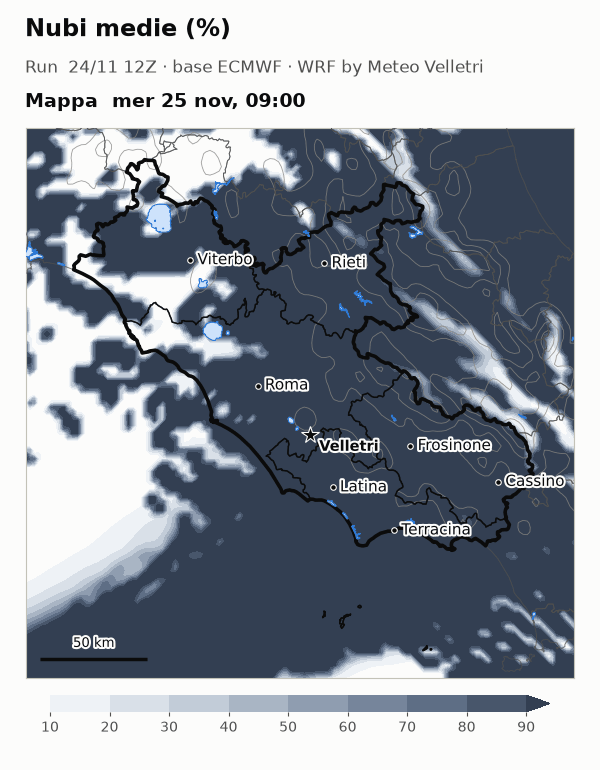 Nubi medie (%)
Run  24/11 12Z · base ECMWF · WRF by Meteo Velletri
Mappa  mer 25 nov, 09:00
Viterbo
Rieti
Roma
Velletri
Frosinone
Cassino
Latina
Terracina
50 km
10 20 30 40 50 60 70 80 90